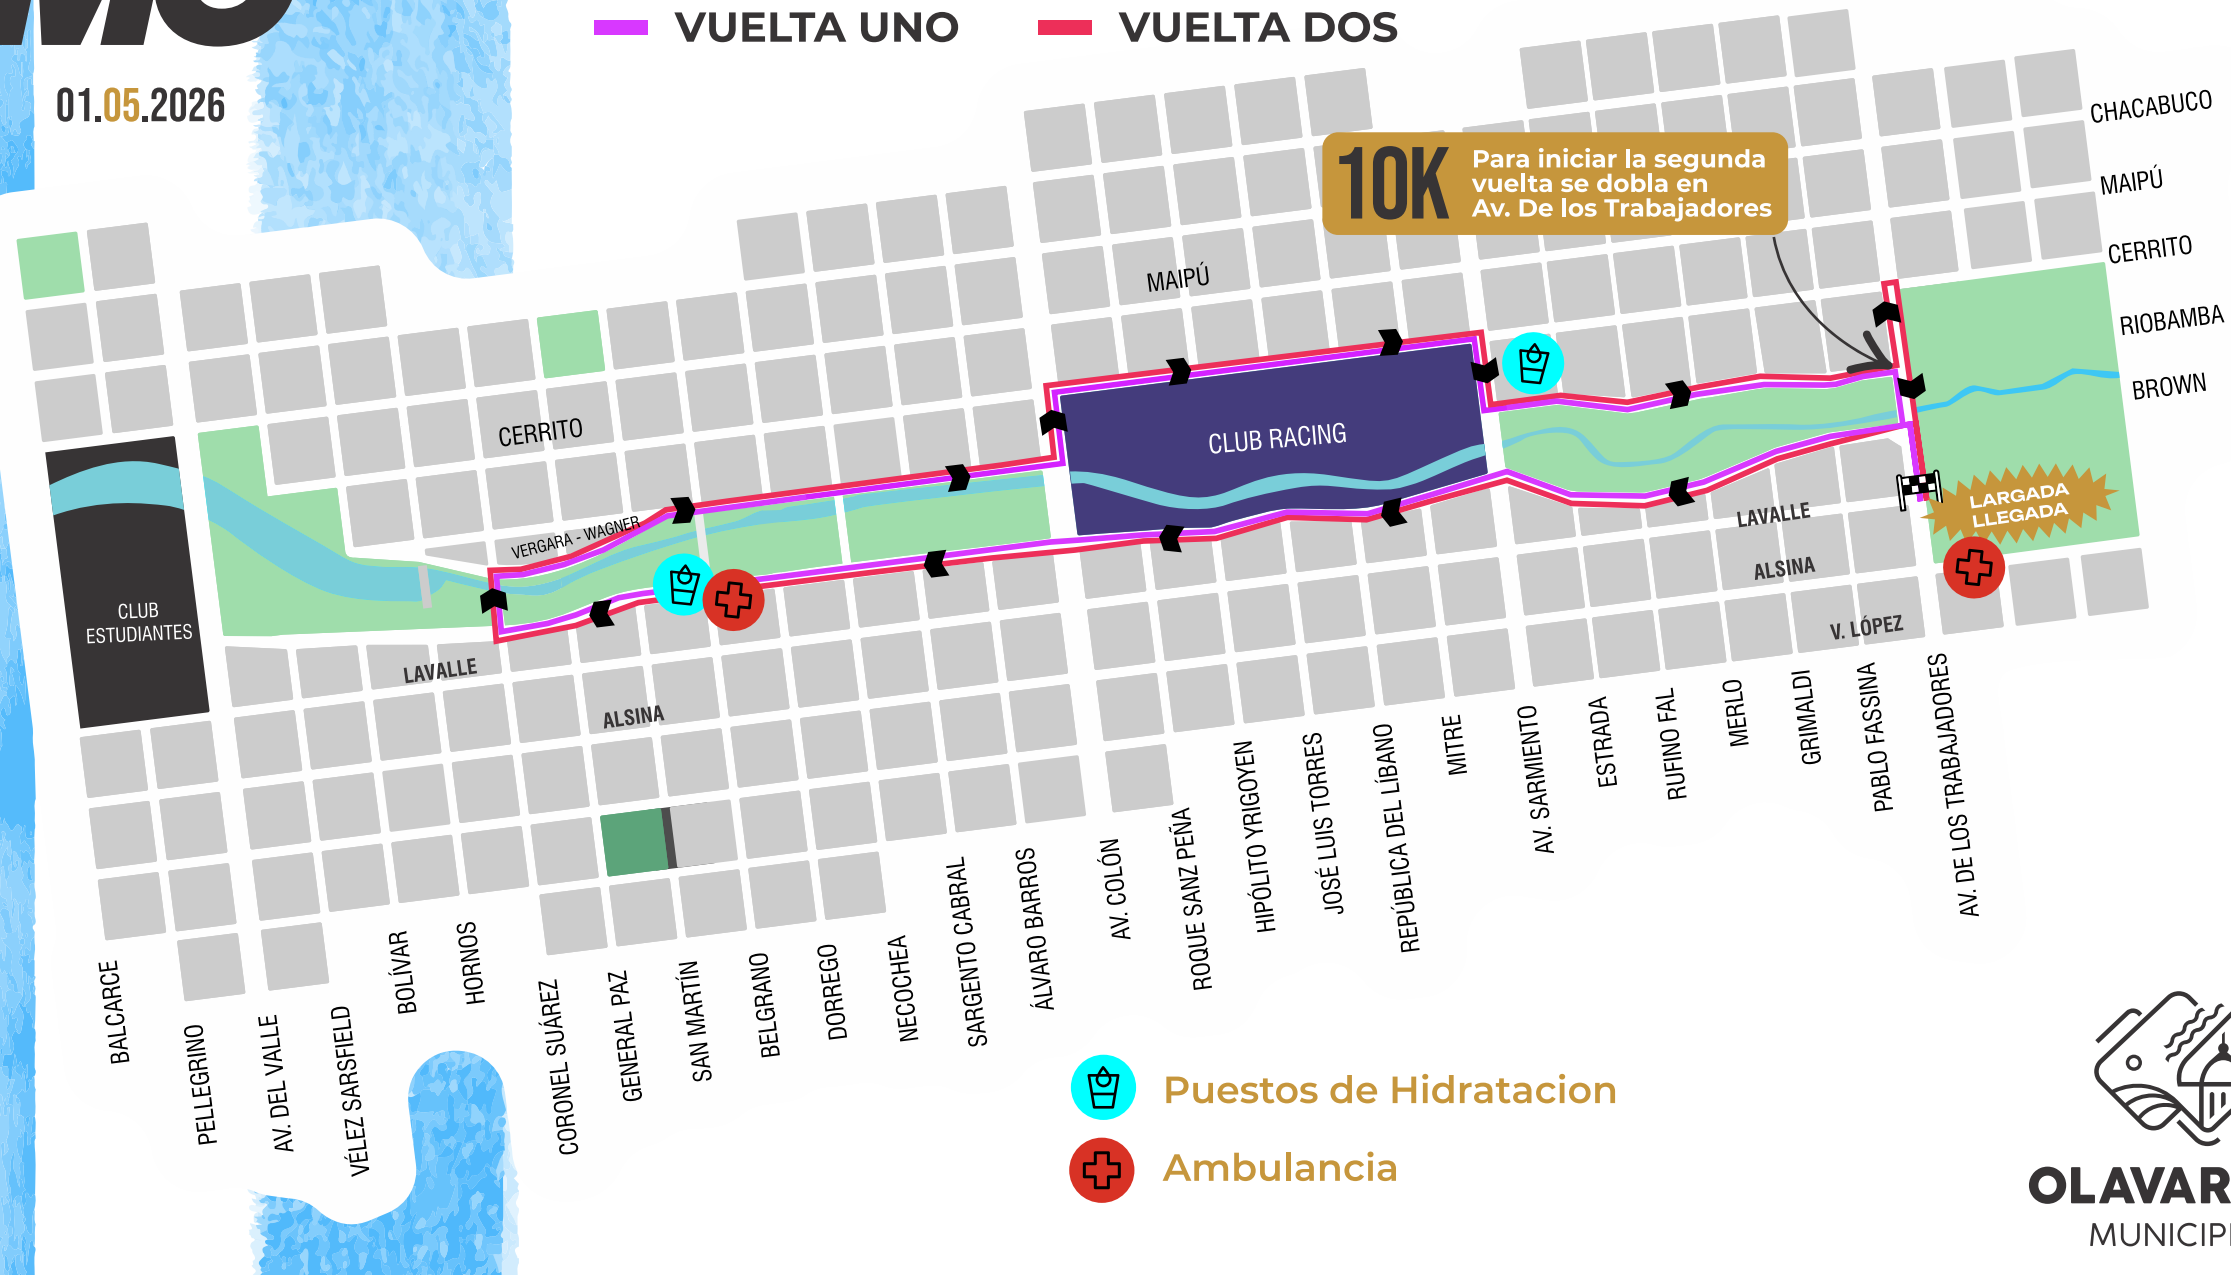 01.05.2026
VUELTA UNO
VUELTA DOS
10K
Para iniciar la segunda
vuelta se dobla en
Av. De los Trabajadores
CHACABUCO
MAIPÚ
CERRITO
RIOBAMBA
BROWN
MAIPÚ
CERRITO
CLUB RACING
VERGARA - WAGNER
CLUB
ESTUDIANTES
LARGADA
LLEGADA
LAVALLE
ALSINA
V. LÓPEZ
LAVALLE
ALSINA
BALCARCE
PELLEGRINO
AV. DEL VALLE
VÉLEZ SARSFIELD
BOLÍVAR
HORNOS
CORONEL SUÁREZ
GENERAL PAZ
SAN MARTÍN
BELGRANO
DORREGO
NECOCHEA
SARGENTO CABRAL
ÁLVARO BARROS
AV. COLÓN
ROQUE SANZ PEÑA
HIPÓLITO YRIGOYEN
JOSÉ LUIS TORRES
REPÚBLICA DEL LÍBANO
MITRE
AV. SARMIENTO
ESTRADA
RUFINO FAL
MERLO
GRIMALDI
PABLO FASSINA
AV. DE LOS TRABAJADORES
Puestos de Hidratacion
Ambulancia
OLAVAR
MUNICIP